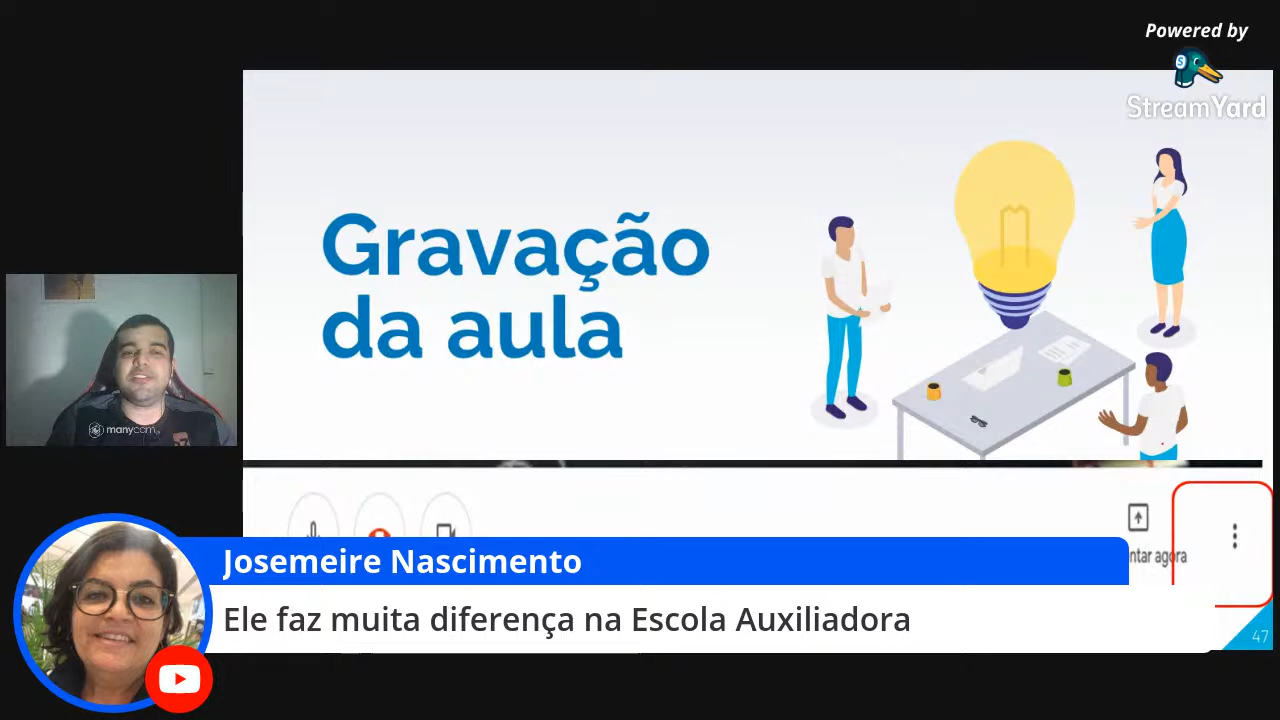 Powered by
StreamYard
Gravação
da aula
manycam
ntar agora
Josemeire Nascimento
Ele faz muita diferença na Escola Auxiliadora
47